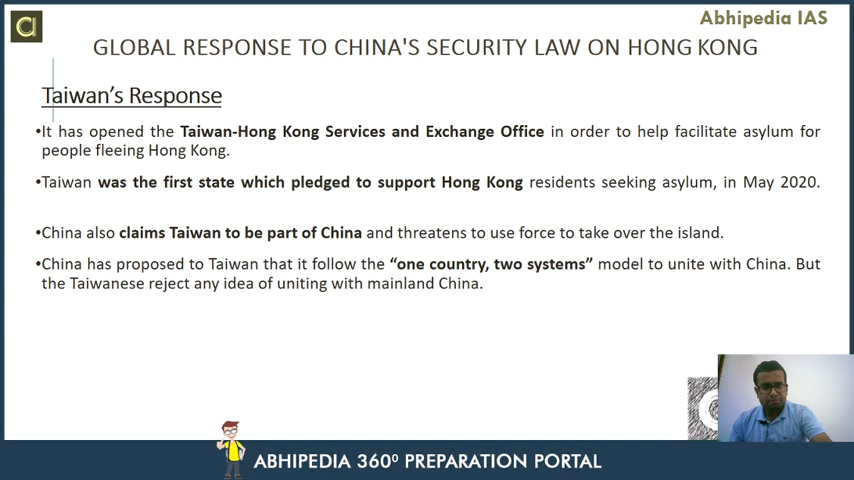 Abhipedia IAS
GLOBAL RESPONSE TO CHINA'S SECURITY LAW ON HONG KONG
Taiwan's Response
•It has opened the Taiwan-Hong Kong Services and Exchange Office in order to help facilitate asylum for
people fleeing Hong Kong.
•Taiwan was the first state which pledged to support Hong Kong residents seeking asylum, in May 2020.
•China also claims Taiwan to be part of China and threatens to use force to take over the island.
•China has proposed to Taiwan that it follow the “one country, two systems” model to unite with China. But
the Taiwanese reject any idea of uniting with mainland China.
ABHIPEDIA 360⁰ PREPARATION PORTAL